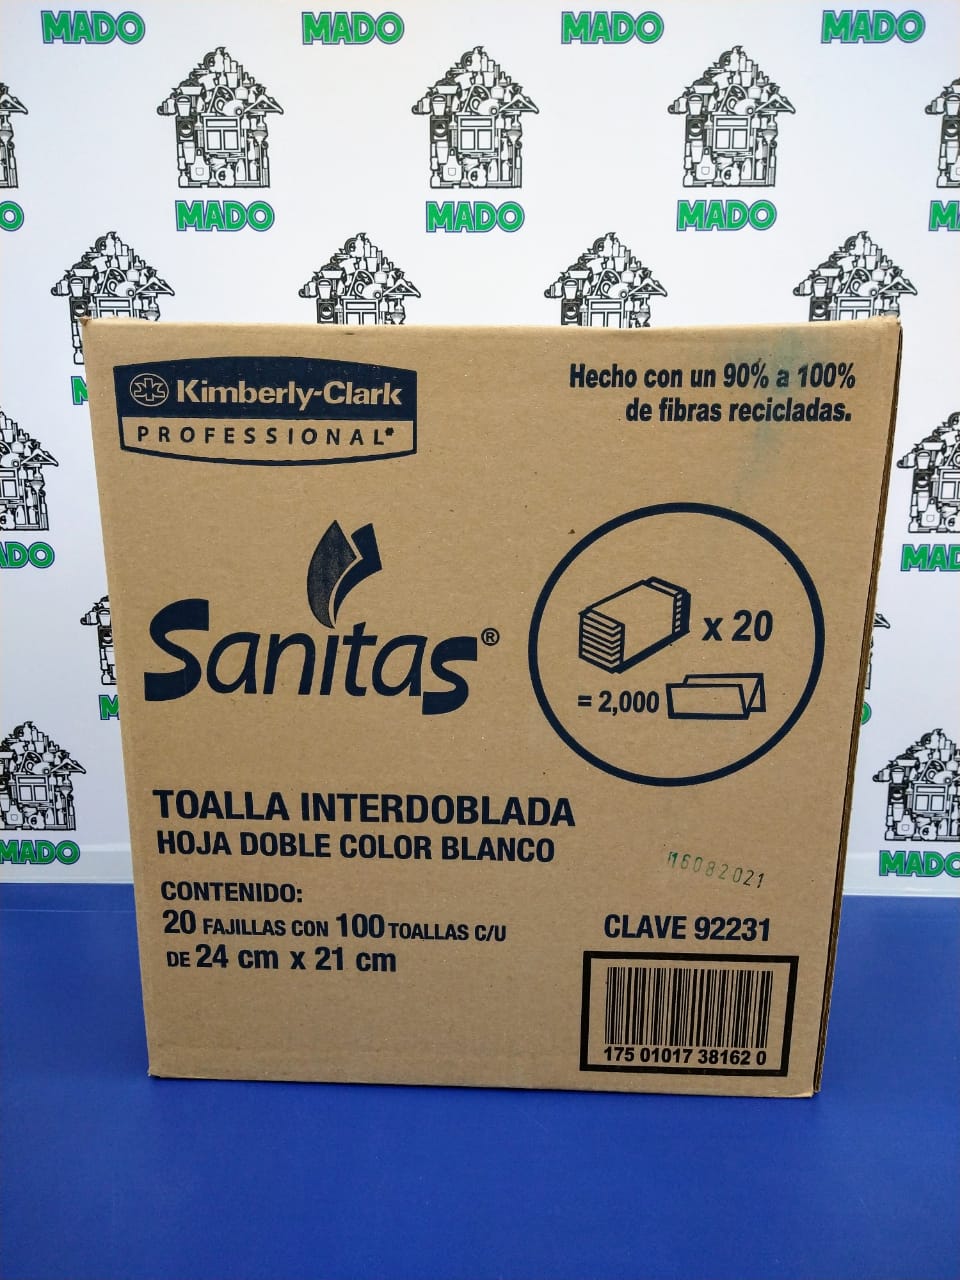 MADO MADO MADO MADO
MADO MADO MADO
Kimberly-Clark
PROFESSIONAL*
Hecho con un 90% a 100%
de fibras recicladas.
Sanitas®
x 20
= 2,000
TOALLA INTERDOBLADA
HOJA DOBLE COLOR BLANCO
16082021
CONTENIDO:
20 FAJILLAS CON 100 TOALLAS C/U
DE 24 cm x 21 cm
CLAVE 92231
175 01017 38162 0
MADO
MADO